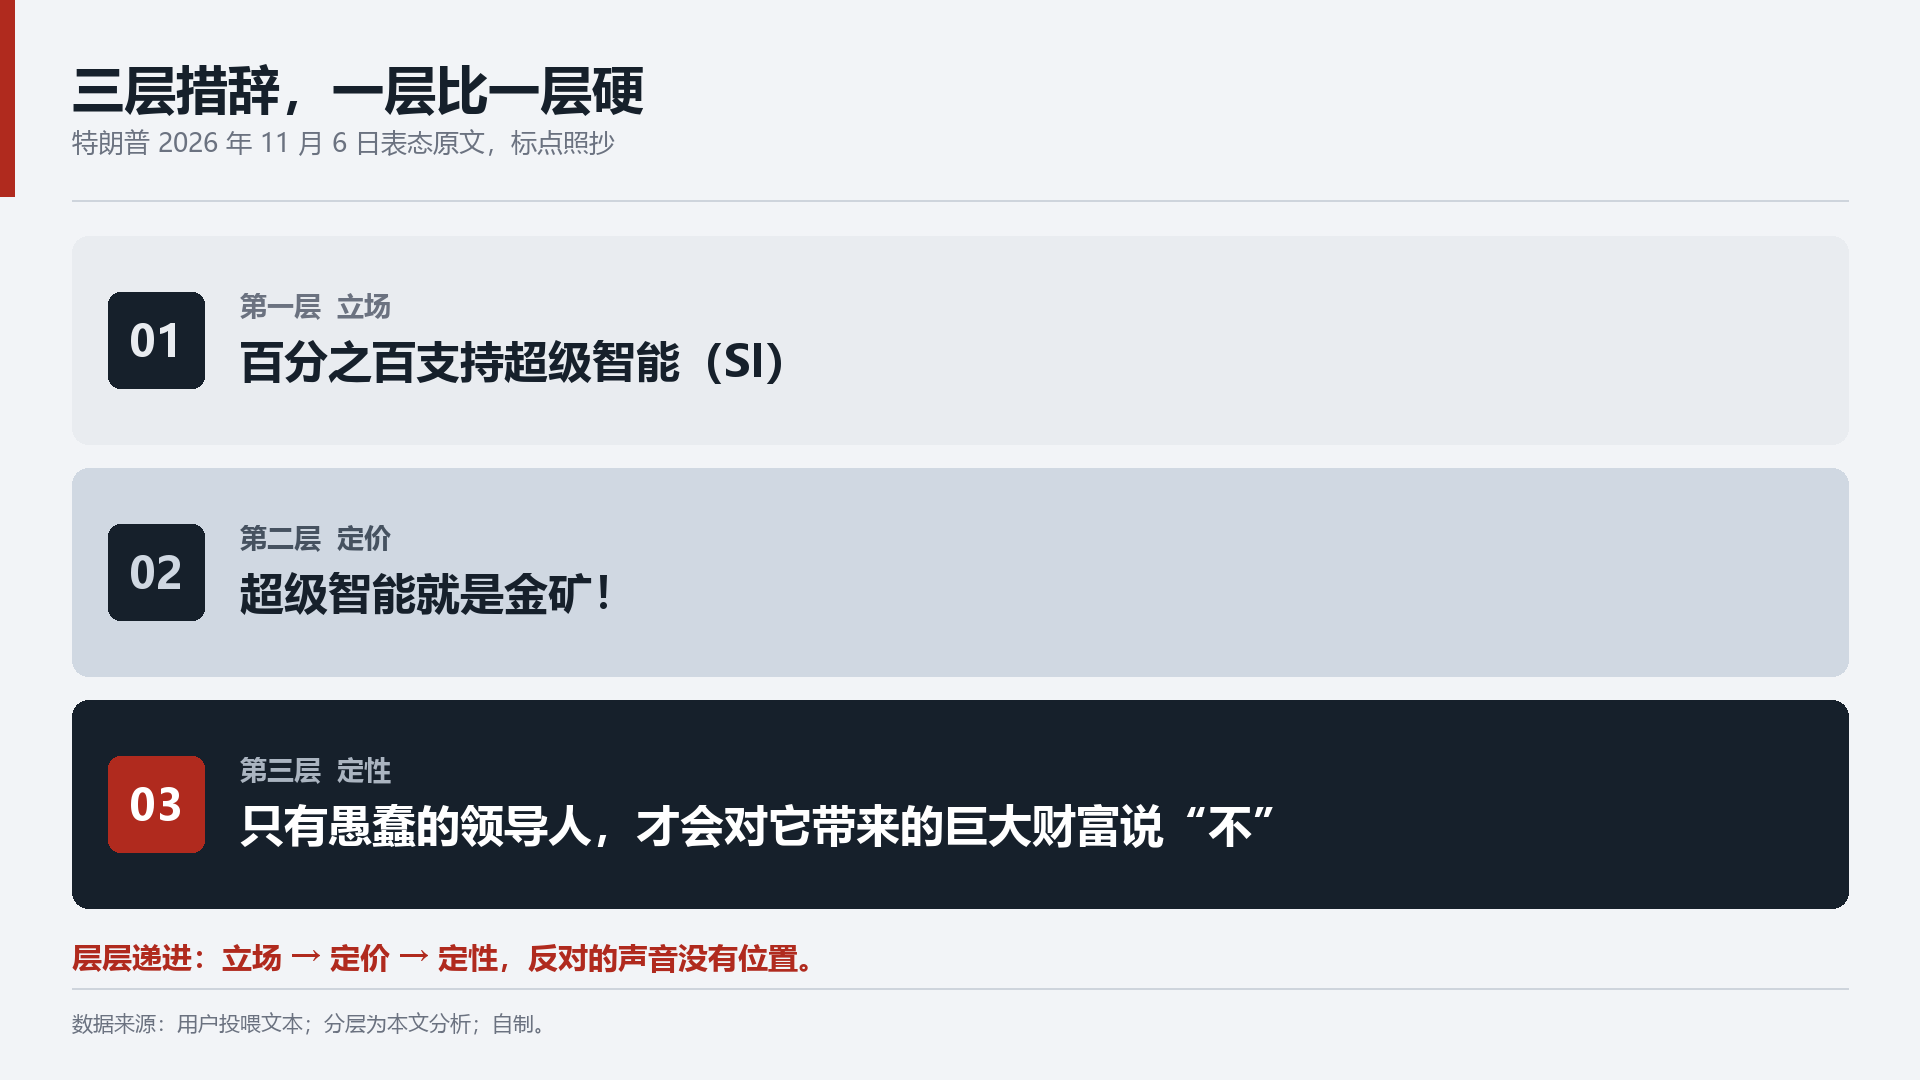 三层措辞，一层比一层硬
特朗普 2026 年 11 月 6 日表态原文，标点照抄
01
第一层 立场
百分之百支持超级智能（SI）
02
第二层 定价
超级智能就是金矿！
03
第三层 定性
只有愚蠢的领导人，才会对它带来的巨大财富说“不”
层层递进：立场 → 定价 → 定性，反对的声音没有位置。
数据来源：用户投喂文本；分层为本文分析；自制。